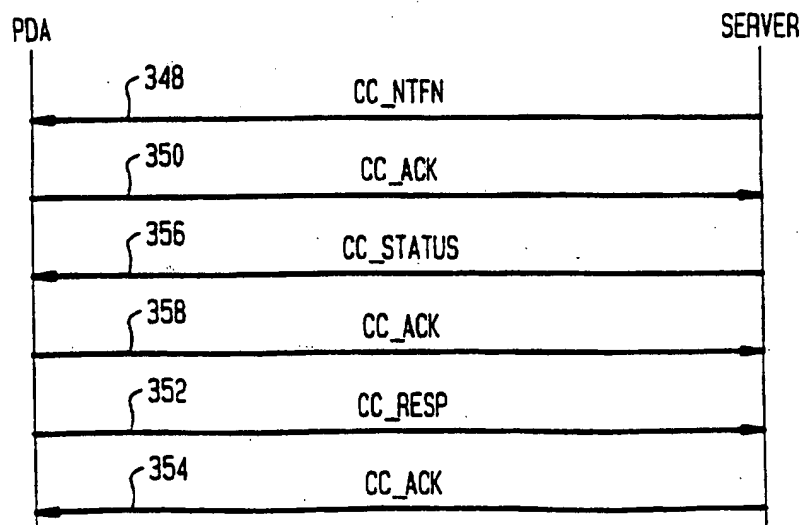 PDA SERVER
348 CC_NTFN
350 CC_ACK
356 CC_STATUS
358 CC_ACK
352 CC_RESP
354 CC_ACK